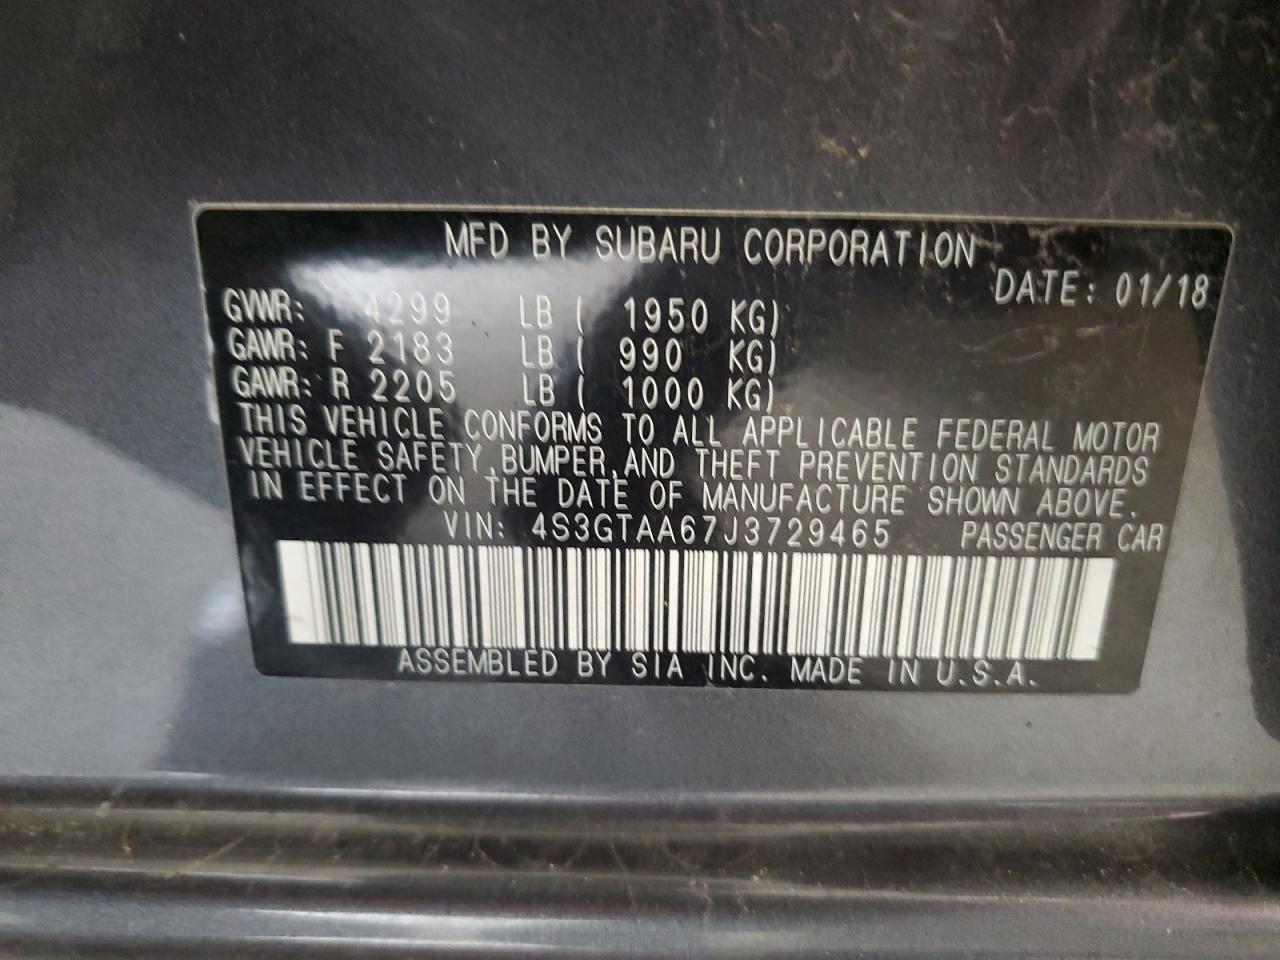 MFD BY SUBARU CORPORATION
DATE: 01/18
GVWR: 4299 LB ( 1950 KG)
GAWR: F 2183 LB ( 990 KG)
GAWR: R 2205 LB ( 1000 KG)
THIS VEHICLE CONFORMS TO ALL APPLICABLE FEDERAL MOTOR
VEHICLE SAFETY,BUMPER,AND THEFT PREVENTION STANDARDS
IN EFFECT ON THE DATE OF MANUFACTURE SHOWN ABOVE.
VIN: 4S3GTAA67J3729465 PASSENGER CAR
ASSEMBLED BY SIA INC. MADE IN U.S.A.